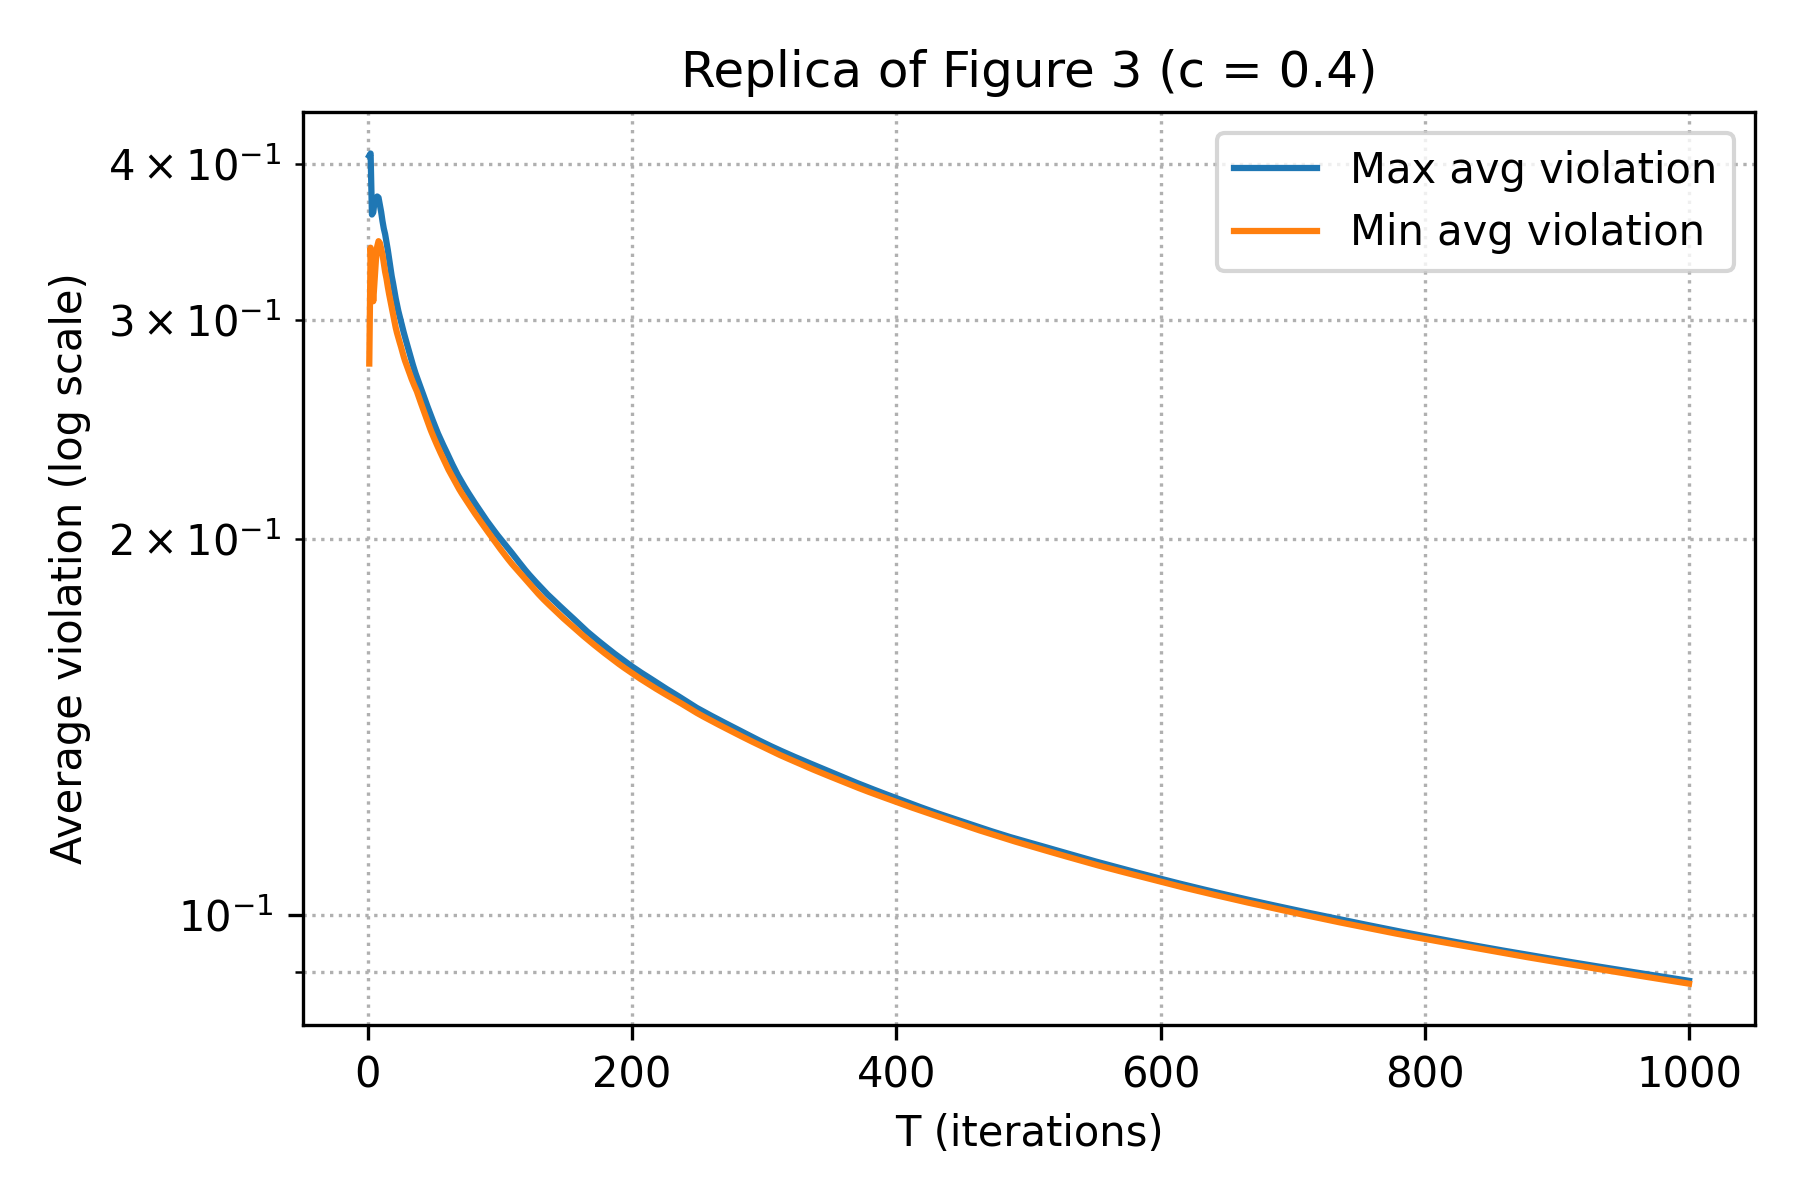 Replica of Figure 3 (c = 0.4)
Max avg violation
Min avg violation
Average violation (log scale)
4 × 10⁻¹
3 × 10⁻¹
2 × 10⁻¹
10⁻¹
0 200 400 600 800 1000
T (iterations)